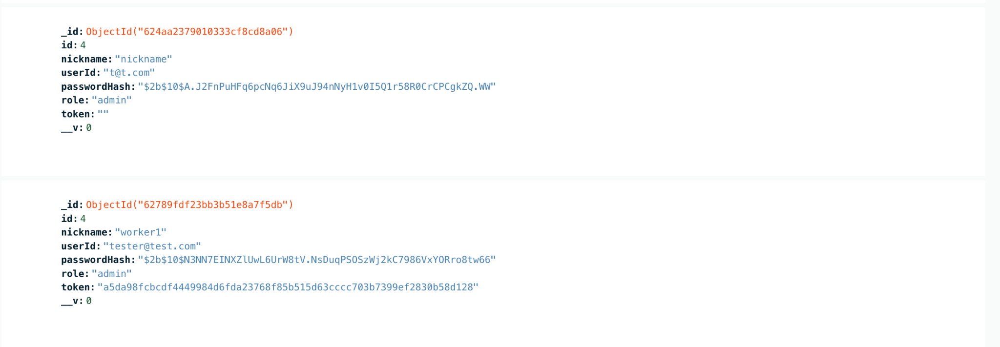 _id: ObjectId("624aa2379010333cf8cd8a06")
id: 4
nickname: "nickname"
userId: "t@t.com"
passwordHash: "$2b$10$A.J2FnPuHFq6pcNq6JiX9uJ94nNyH1v0I5Q1r58R0CrCPCgkZQ.WW"
role: "admin"
token: ""
__v: 0
_id: ObjectId("62789fdf23bb3b51e8a7f5db")
id: 4
nickname: "worker1"
userId: "tester@test.com"
passwordHash: "$2b$10$N3NN7EINXZlUwL6UrW8tV.NsDuqPSOSzWj2kC7986VxYORro8tw66"
role: "admin"
token: "a5da98fcbcdf4449984d6fda23768f85b515d63cccc703b7399ef2830b58d128"
__v: 0